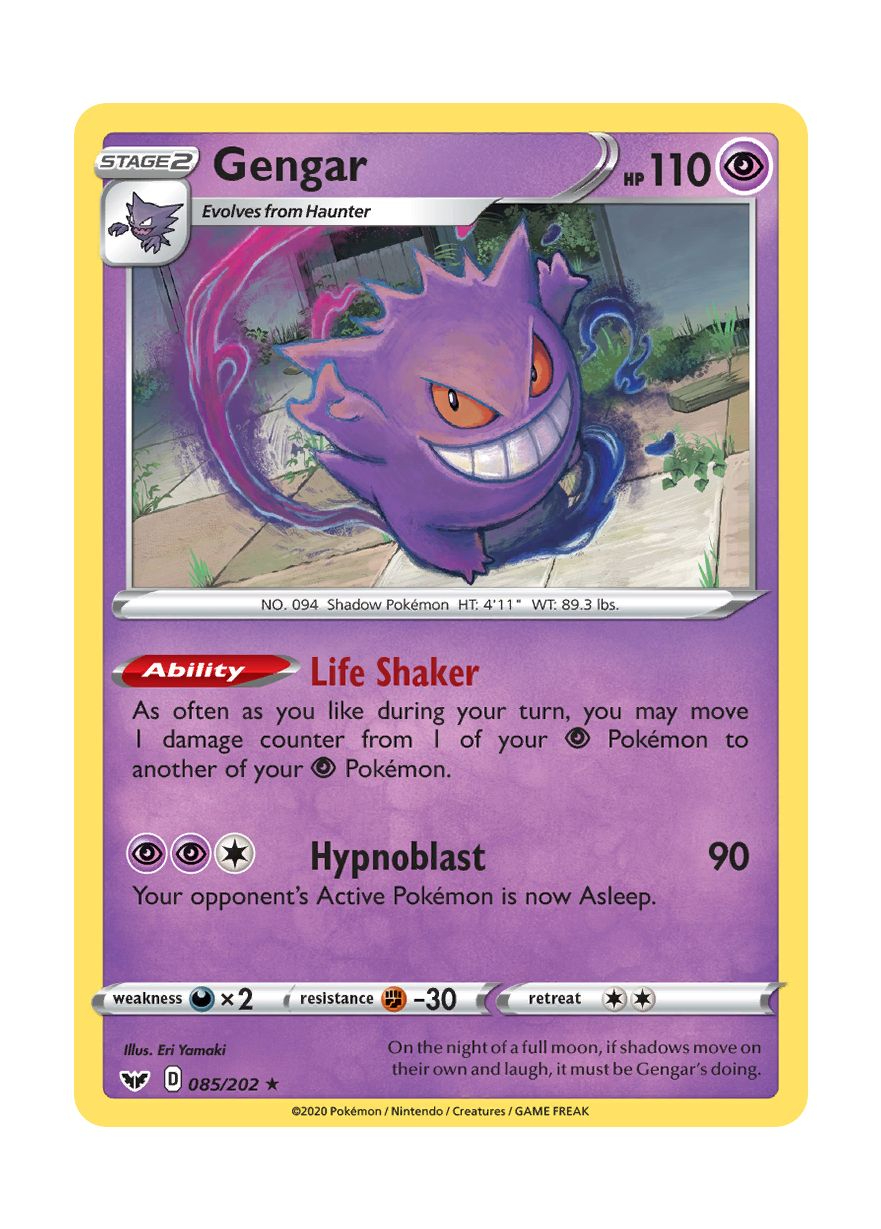 STAGE2
Gengar
HP 110
Evolves from Haunter
NO. 094 Shadow Pokémon HT: 4'11" WT: 89.3 lbs.
Ability Life Shaker
As often as you like during your turn, you may move
1 damage counter from 1 of your Pokémon to
another of your Pokémon.
Hypnoblast 90
Your opponent's Active Pokémon is now Asleep.
weakness ×2 resistance -30 retreat
Illus. Eri Yamaki
On the night of a full moon, if shadows move on
their own and laugh, it must be Gengar's doing.
D 085/202 ★
©2020 Pokémon / Nintendo / Creatures / GAME FREAK